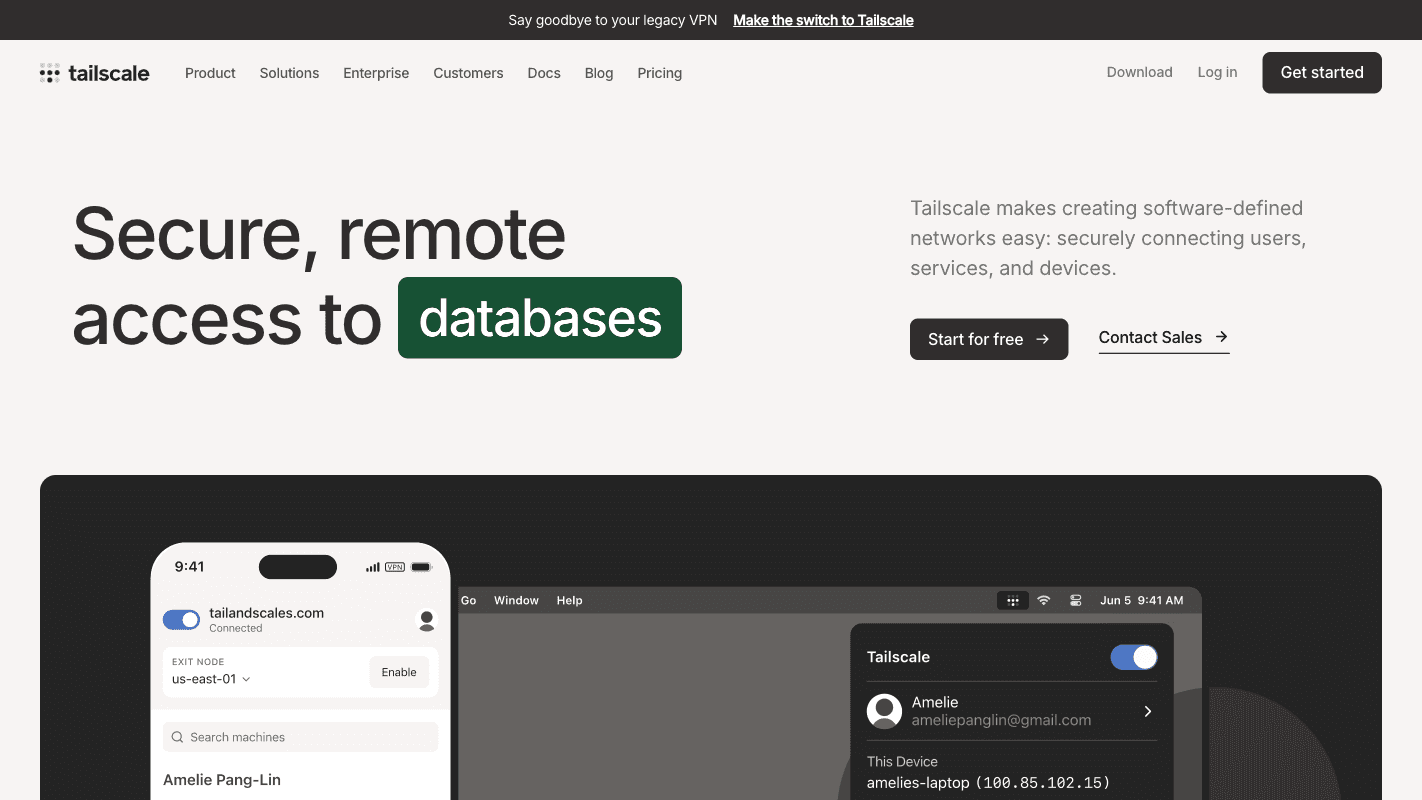 Say goodbye to your legacy VPN Make the switch to Tailscale
tailscale Product Solutions Enterprise Customers Docs Blog Pricing Download Log in Get started
Secure, remote
access to databases
Tailscale makes creating software-defined
networks easy: securely connecting users,
services, and devices.
Start for free → Contact Sales →
9:41 VPN
tailandscales.com
Connected
EXIT NODE
us-east-01
Enable
Search machines
Amelie Pang-Lin
Go Window Help Jun 5 9:41 AM
Tailscale
Amelie
ameliepanglin@gmail.com
This Device
amelies-laptop (100.85.102.15)